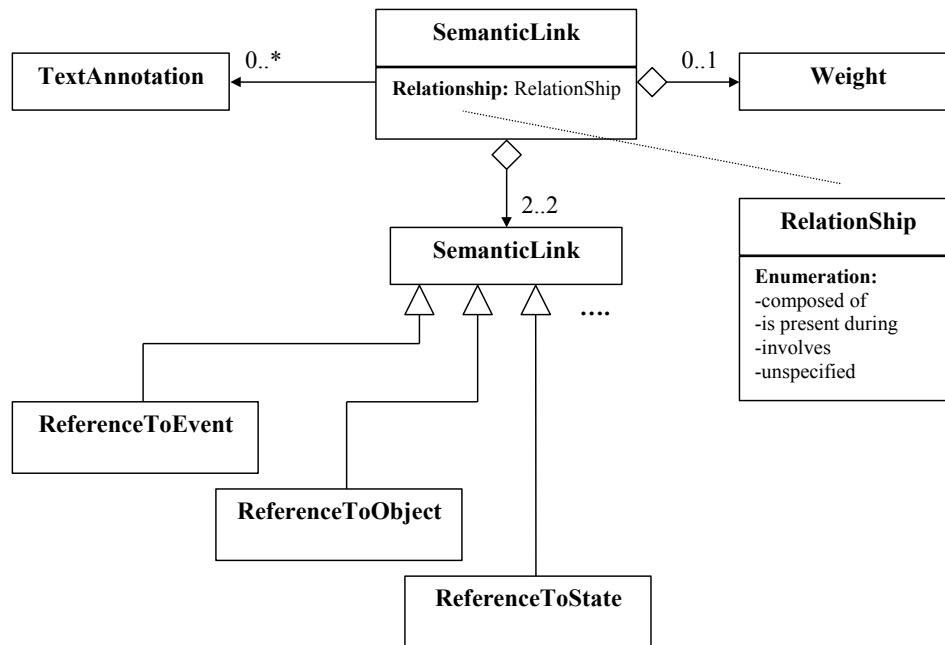 SemanticLink
0..*
0..1
TextAnnotation
Relationship: RelationShip
Weight
2..2
RelationShip
SemanticLink
Enumeration:
-composed of
-is present during
-involves
-unspecified
....
ReferenceToEvent
ReferenceToObject
ReferenceToState